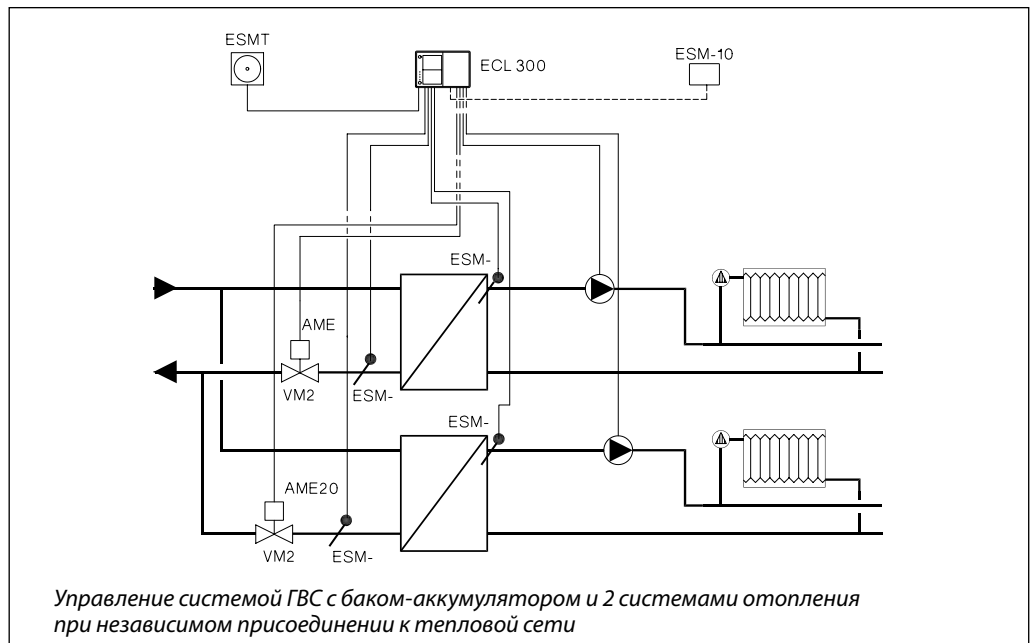 ESMT
ECL 300
ESM-10
ESM-
AME
VM2
ESM-
ESM-
AME20
VM2
ESM-
Управление системой ГВС с баком-аккумулятором и 2 системами отопления
при независимом присоединении к тепловой сети